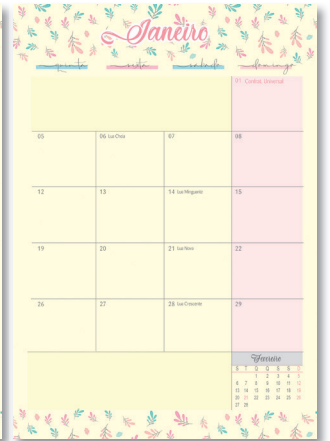 Janeiro
quinta sexta sábado domingo
01 Confrat. Universal
05 06 Lua Cheia 07 08
12 13 14 Lua Minguante 15
19 20 21 Lua Nova 22
26 27 28 Lua Crescente 29
Fevereiro
S T Q Q S S D
1 2 3 4 5
6 7 8 9 10 11 12
13 14 15 16 17 18 19
20 21 22 23 24 25 26
27 28